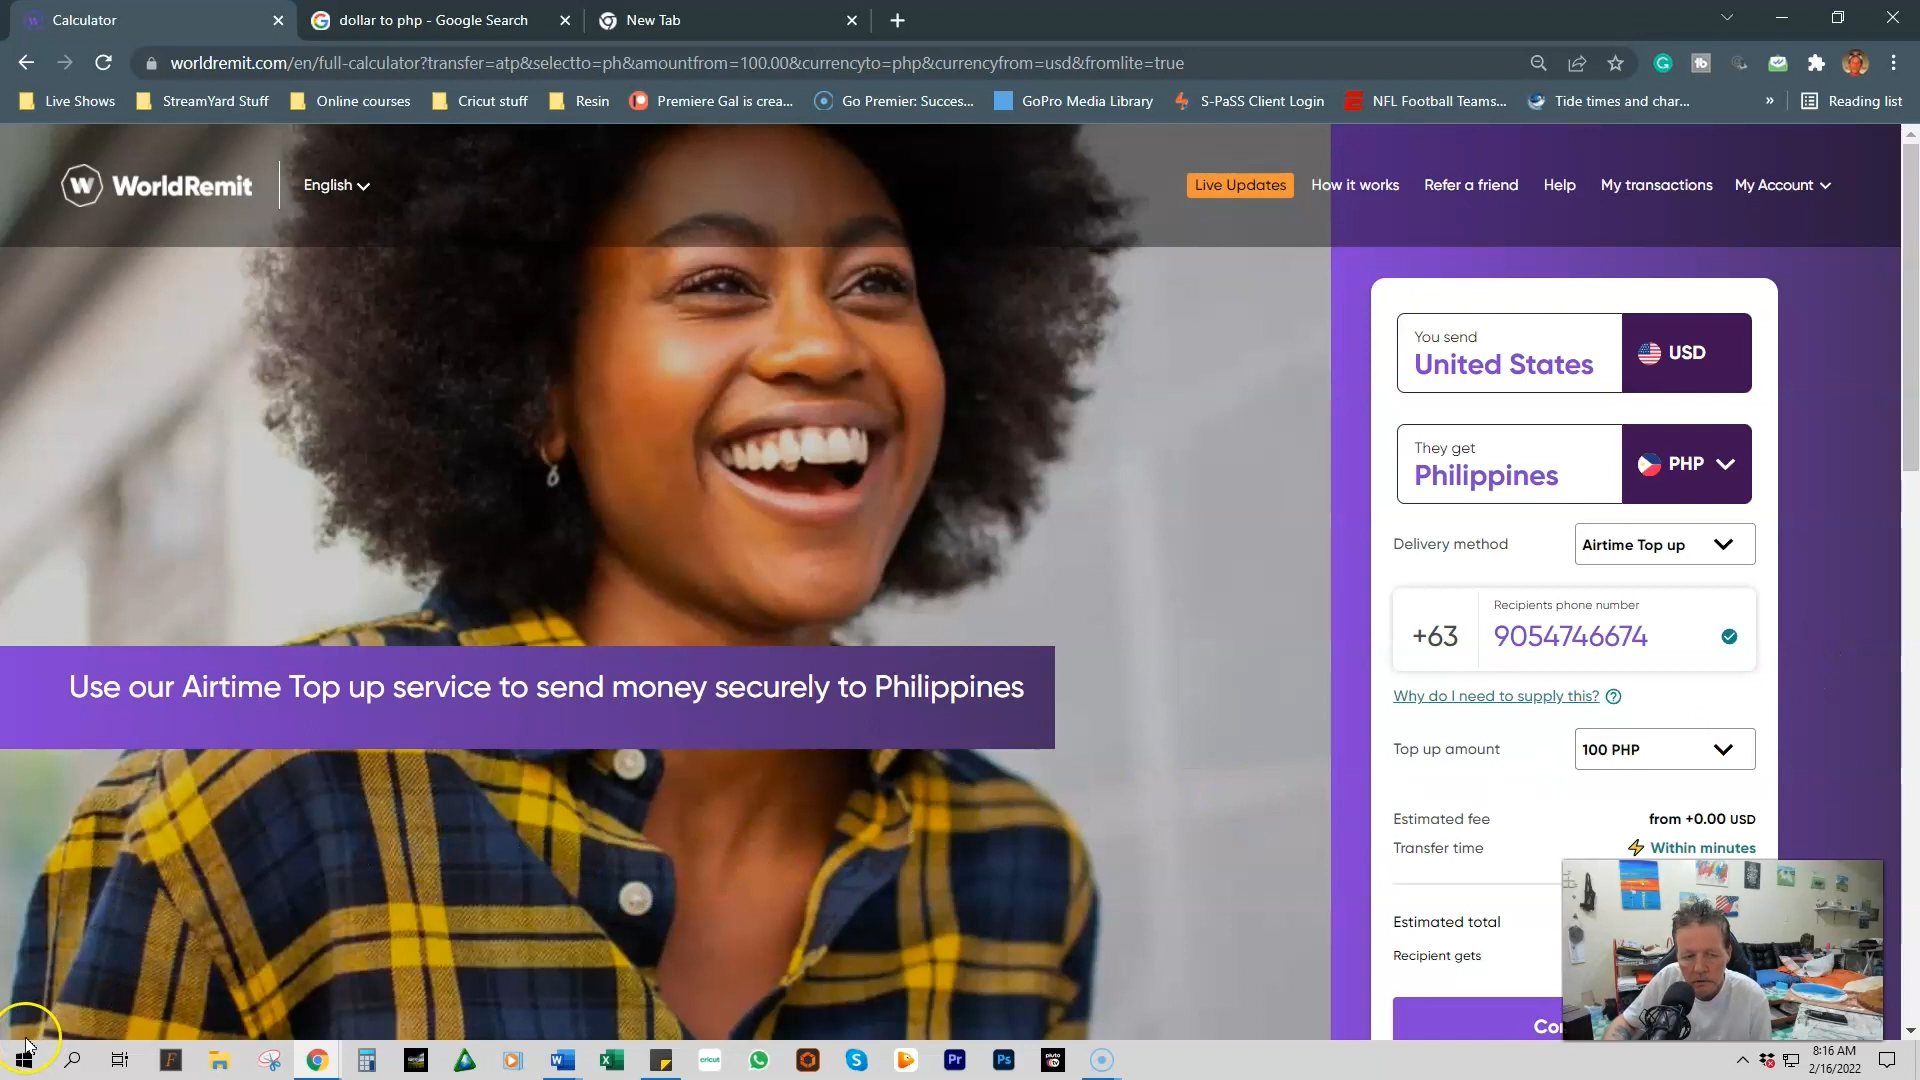 Calculator
dollar to php - Google Search
New Tab
worldremit.com/en/full-calculator?transfer=atp&selectto=ph&amountfrom=100.00&currencyto=php&currencyfrom=usd&fromlite=true
Live Shows
StreamYard Stuff
Online courses
Cricut stuff
Resin
Premiere Gal is crea...
Go Premier: Succes...
GoPro Media Library
S-PaSS Client Login
NFL Football Teams...
Tide times and char...
»
Reading list
W WorldRemit
English
Live Updates
How it works
Refer a friend
Help
My transactions
My Account
You send
United States
USD
They get
Philippines
PHP
Delivery method
Airtime Top up
Recipients phone number
+63 9054746674
Why do I need to supply this? ?
Use our Airtime Top up service to send money securely to Philippines
Top up amount
100 PHP
Estimated fee
from +0.00 USD
Transfer time
Within minutes
Estimated total
Recipient gets
Co
8:16 AM
2/16/2022